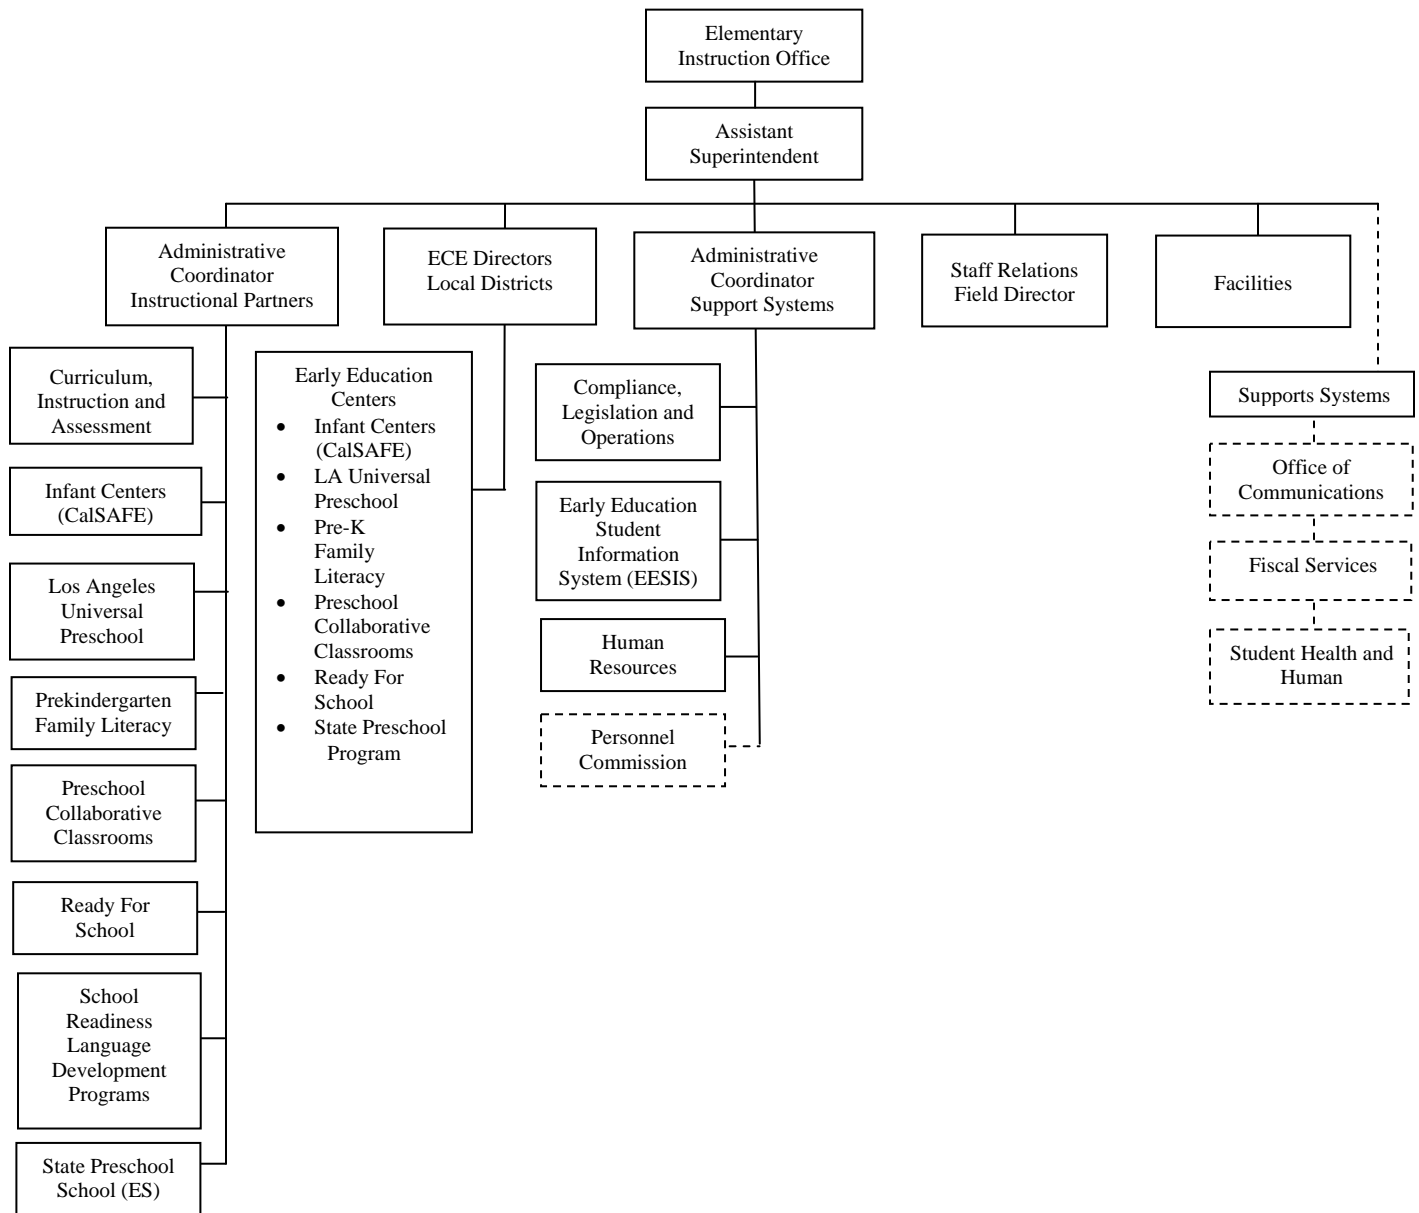 Elementary
Instruction Office
Assistant
Superintendent
Administrative
Coordinator
Instructional Partners
ECE Directors
Local Districts
Administrative
Coordinator
Support Systems
Staff Relations
Field Director
Facilities
Curriculum,
Instruction and
Assessment
Infant Centers
(CalSAFE)
Los Angeles
Universal
Preschool
Prekindergarten
Family Literacy
Preschool
Collaborative
Classrooms
Ready For
School
School
Readiness
Language
Development
Programs
State Preschool
School (ES)
Early Education
Centers
• Infant Centers
(CalSAFE)
• LA Universal
Preschool
• Pre-K
Family
Literacy
• Preschool
Collaborative
Classrooms
• Ready For
School
• State Preschool
Program
Compliance,
Legislation and
Operations
Early Education
Student
Information
System (EESIS)
Human
Resources
Personnel
Commission
Supports Systems
Office of
Communications
Fiscal Services
Student Health and
Human